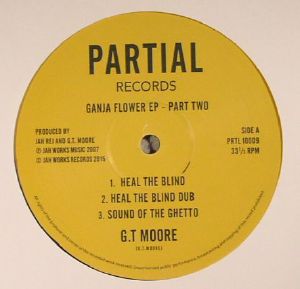 PARTIAL
RECORDS
GANJA FLOWER EP - PART TWO
PRODUCED BY
JAH REJ AND G.T. MOORE
℗ JAH WORKS MUSIC 2007
© JAH WORKS RECORDS 2015
SIDE A
PRTL 10009
33⅓ RPM
1. HEAL THE BLIND
2. HEAL THE BLIND DUB
3. SOUND OF THE GHETTO
G.T MOORE
(G.T.MOORE)